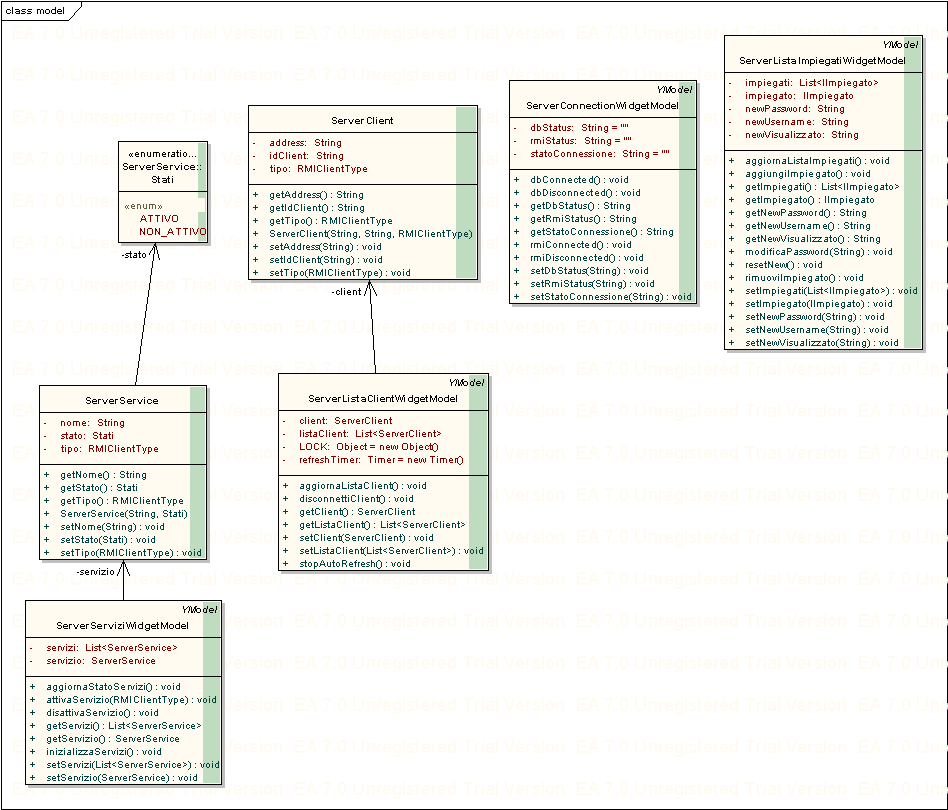 class model
EA 7.0 Unregistered Trial Version EA 7.0 Unregistered Trial Version EA 7.0 Unregistered Trial Version
«enumeratio...
ServerService::
Stati
«enum»
ATTIVO
NON_ATTIVO
-stato
ServerClient
- address: String
- idClient: String
- tipo: RMIClientType
+ getAddress() : String
+ getIdClient() : String
+ getTipo() : RMIClientType
+ ServerClient(String, String, RMIClientType)
+ setAddress(String) : void
+ setIdClient(String) : void
+ setTipo(RMIClientType) : void
-client
YIModel
ServerConnectionWidgetModel
- dbStatus: String = ""
- rmiStatus: String = ""
- statoConnessione: String = ""
+ dbConnected() : void
+ dbDisconnected() : void
+ getDbStatus() : String
+ getRmiStatus() : String
+ getStatoConnessione() : String
+ rmiConnected() : void
+ rmiDisconnected() : void
+ setDbStatus(String) : void
+ setRmiStatus(String) : void
+ setStatoConnessione(String) : void
YIModel
ServerListaImpiegatiWidgetModel
- impiegati: List<IImpiegato>
- impiegato: IImpiegato
- newPassword: String
- newUsername: String
- newVisualizzato: String
+ aggiornaListaImpiegati() : void
+ aggiungiImpiegato() : void
+ getImpiegati() : List<IImpiegato>
+ getImpiegato() : IImpiegato
+ getNewPassword() : String
+ getNewUsername() : String
+ getNewVisualizzato() : String
+ modificaPassword(String) : void
+ resetNew() : void
+ rimuoviImpiegato() : void
+ setImpiegati(List<IImpiegato>) : void
+ setImpiegato(IImpiegato) : void
+ setNewPassword(String) : void
+ setNewUsername(String) : void
+ setNewVisualizzato(String) : void
ServerService
- nome: String
- stato: Stati
- tipo: RMIClientType
+ getNome() : String
+ getStato() : Stati
+ getTipo() : RMIClientType
+ ServerService(String, Stati)
+ setNome(String) : void
+ setStato(Stati) : void
+ setTipo(RMIClientType) : void
-servizio
YIModel
ServerListaClientWidgetModel
- client: ServerClient
- listaClient: List<ServerClient>
- LOCK: Object = new Object()
- refreshTimer: Timer = new Timer()
+ aggiornaListaClient() : void
+ disconnettiClient() : void
+ getClient() : ServerClient
+ getListaClient() : List<ServerClient>
+ setClient(ServerClient) : void
+ setListaClient(List<ServerClient>) : void
+ stopAutoRefresh() : void
YIModel
ServerServiziWidgetModel
- servizi: List<ServerService>
- servizio: ServerService
+ aggiornaStatoServizi() : void
+ attivaServizio(RMIClientType) : void
+ disattivaServizio() : void
+ getServizi() : List<ServerService>
+ getServizio() : ServerService
+ inizializzaServizi() : void
+ setServizi(List<ServerService>) : void
+ setServizio(ServerService) : void